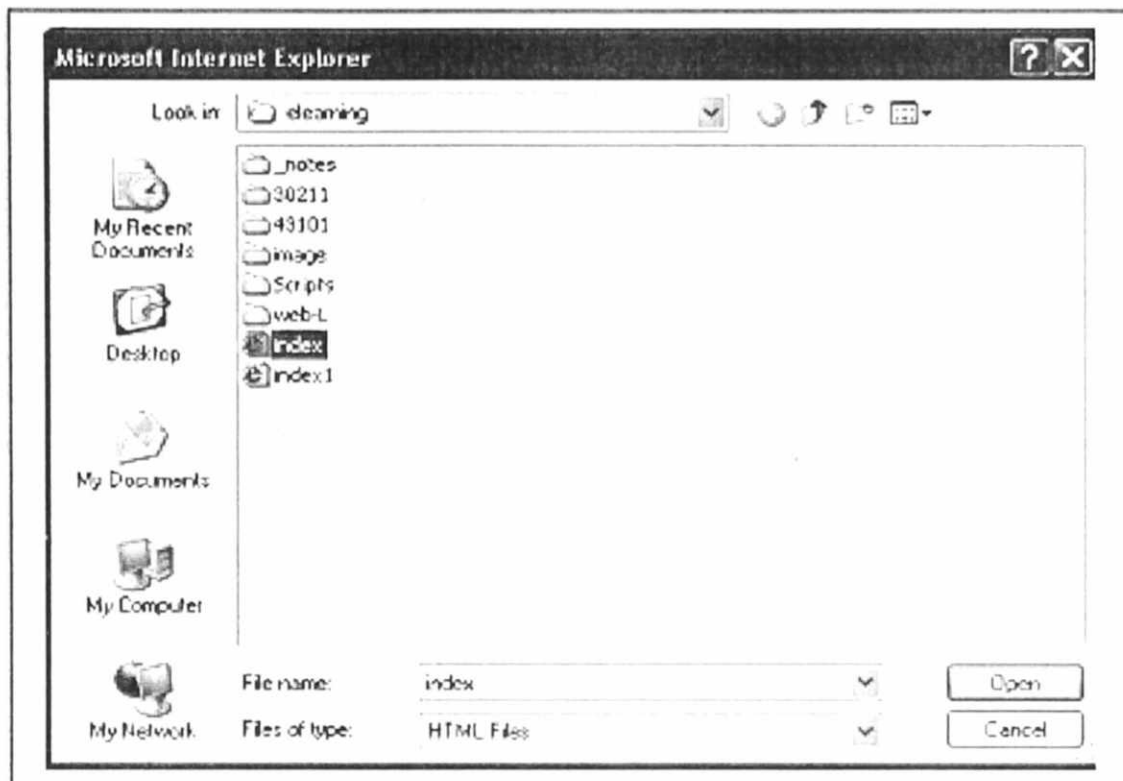 Microsoft Internet Explorer
Look in:
elearning
_notes
30211
49101
image
Scripts
web-L
index
index1
My Recent
Documents
Desktop
My Documents
My Computer
My Network
File name:
index
Open
Files of type:
HTML Files
Cancel